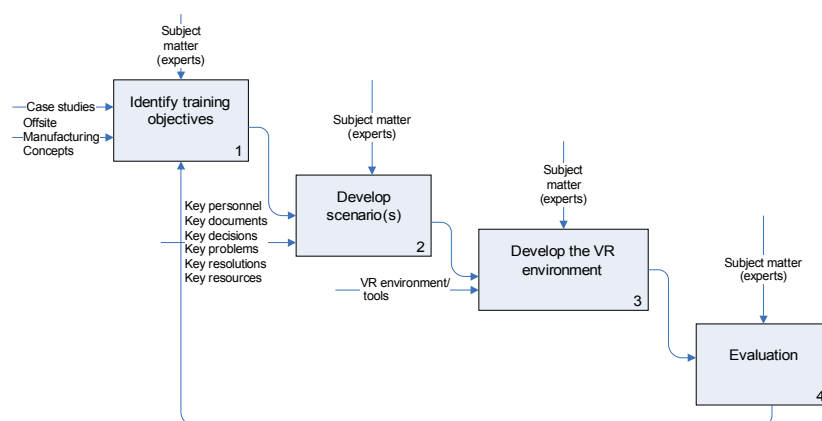 Subject
matter
(experts)
Case studies
Offsite
Manufacturing
Concepts
Identify training
objectives
1
Subject matter
(experts)
Key personnel
Key documents
Key decisions
Key problems
Key resolutions
Key resources
Develop
scenario(s)
2
Subject
matter
(experts)
VR environment/
tools
Develop the VR
environment
3
Subject matter
(experts)
Evaluation
4